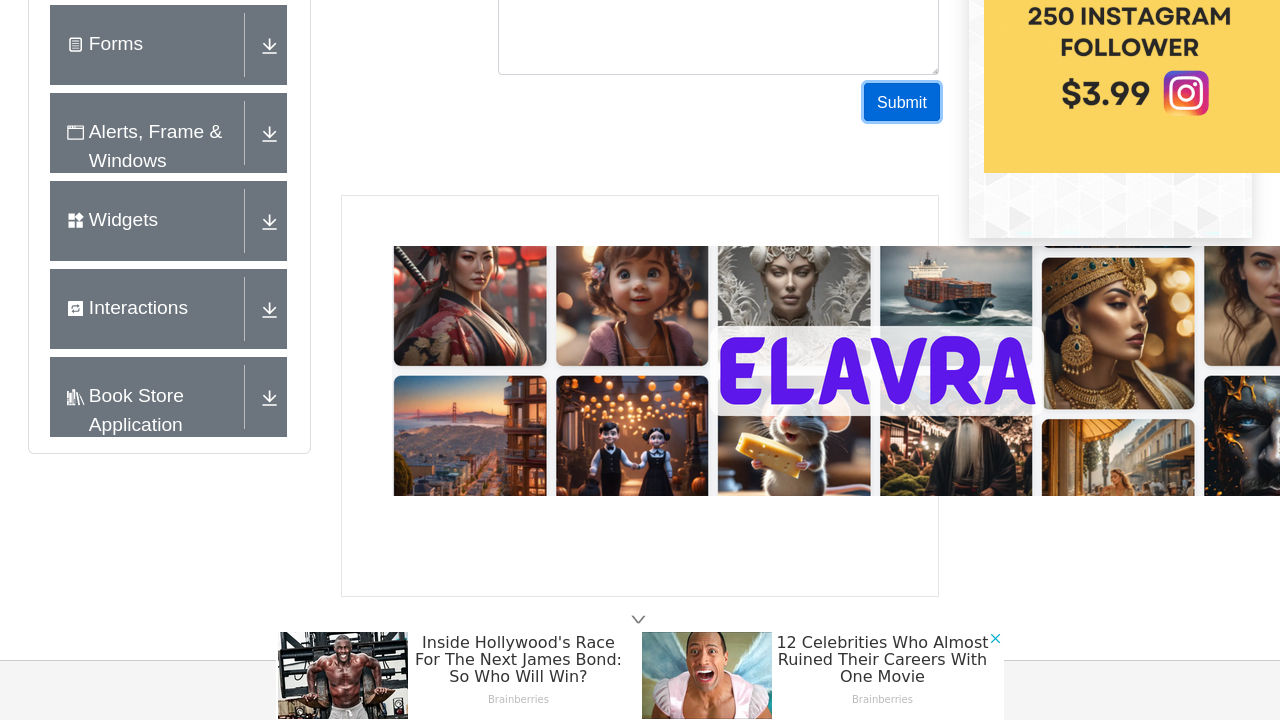 Forms
Alerts, Frame &
Windows
Widgets
Interactions
Book Store
Application
Submit
250 INSTAGRAM
FOLLOWER
$3.99
ELAVRA
Inside Hollywood's Race
For The Next James Bond:
So Who Will Win?
Brainberries
12 Celebrities Who Almost
Ruined Their Careers With
One Movie
Brainberries